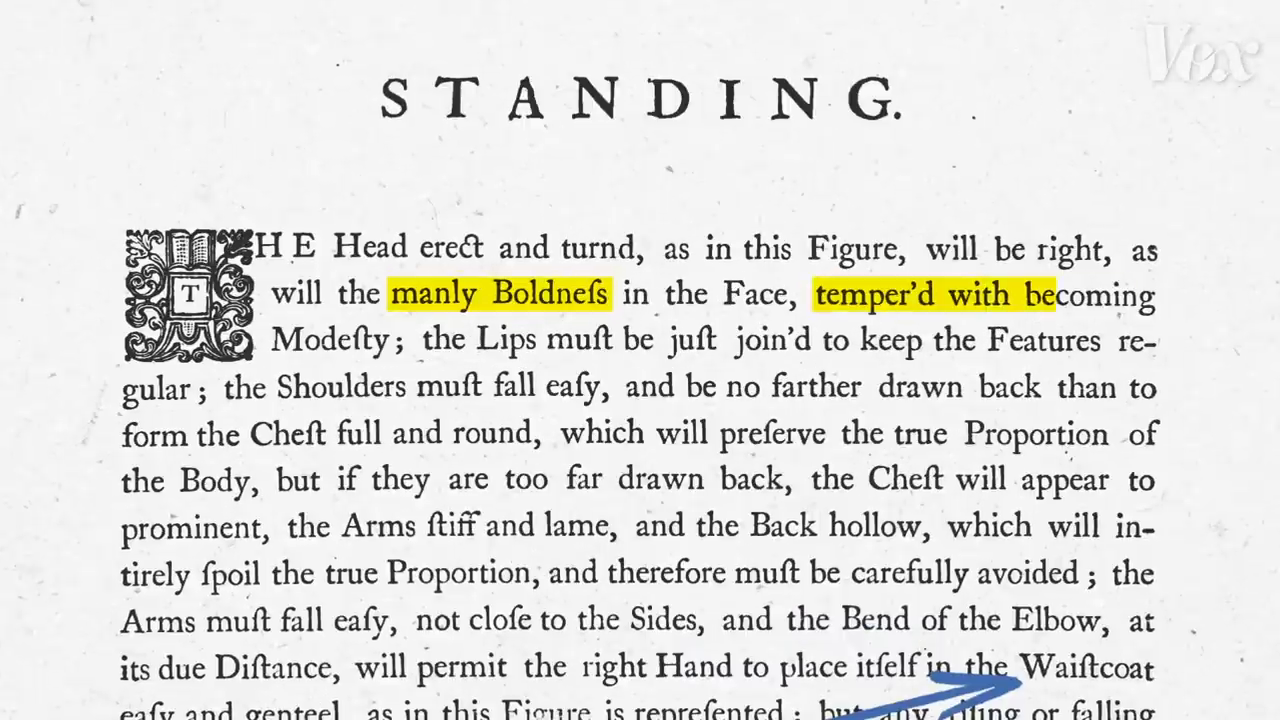 Vox
STANDING.
THE Head erect and turnd, as in this Figure, will be right, as
will the manly Boldneſs in the Face, temper'd with becoming
Modeſty; the Lips muſt be juſt join'd to keep the Features re-
gular; the Shoulders muſt fall eaſy, and be no farther drawn back than to
form the Cheſt full and round, which will preſerve the true Proportion of
the Body, but if they are too far drawn back, the Cheſt will appear to
prominent, the Arms ſtiff and lame, and the Back hollow, which will in-
tirely ſpoil the true Proportion, and therefore muſt be carefully avoided; the
Arms muſt fall eaſy, not cloſe to the Sides, and the Bend of the Elbow, at
its due Diſtance, will permit the right Hand to place itſelf in the Waiſtcoat
eaſy and genteel, as in this Figure is repreſented; but any riſing or falling